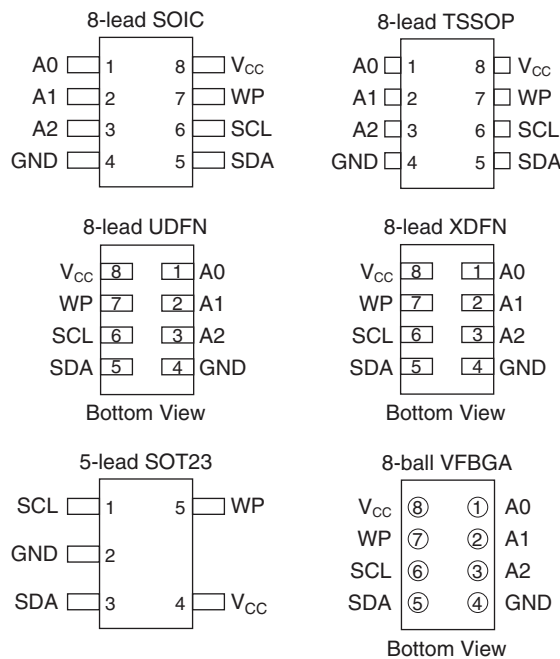 8-lead SOIC
A0 1 8 VCC
A1 2 7 WP
A2 3 6 SCL
GND 4 5 SDA
8-lead TSSOP
A0 1 8 VCC
A1 2 7 WP
A2 3 6 SCL
GND 4 5 SDA
8-lead UDFN
VCC 8 1 A0
WP 7 2 A1
SCL 6 3 A2
SDA 5 4 GND
Bottom View
8-lead XDFN
VCC 8 1 A0
WP 7 2 A1
SCL 6 3 A2
SDA 5 4 GND
Bottom View
5-lead SOT23
SCL 1 5 WP
GND 2
SDA 3 4 VCC
8-ball VFBGA
VCC 8 1 A0
WP 7 2 A1
SCL 6 3 A2
SDA 5 4 GND
Bottom View